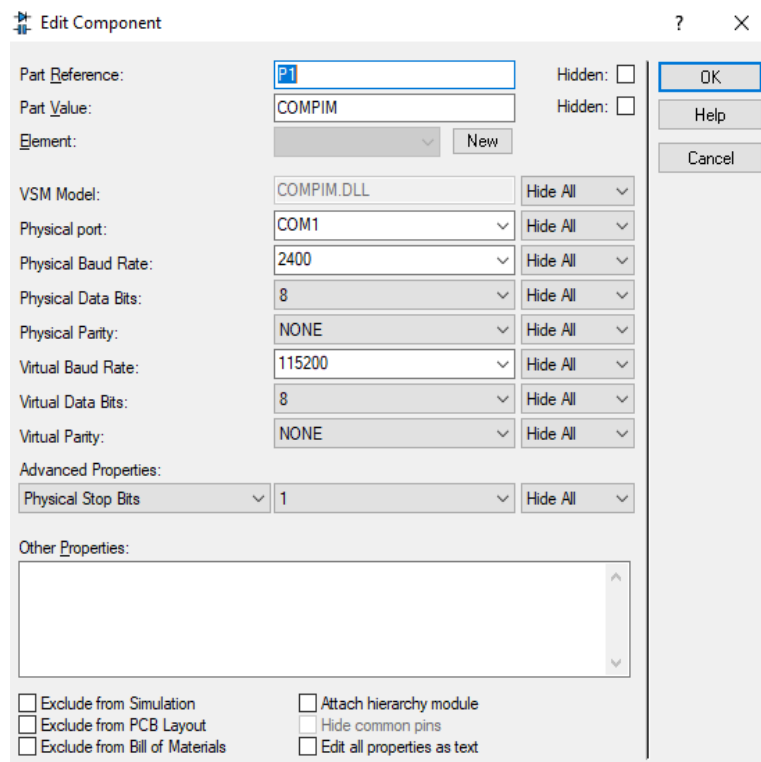 Edit Component ?
Part Reference: P1 Hidden: OK
Part Value: COMPIM Hidden: Help
Element: New Cancel
VSM Model: COMPIM.DLL Hide All
Physical port: COM1 Hide All
Physical Baud Rate: 2400 Hide All
Physical Data Bits: 8 Hide All
Physical Parity: NONE Hide All
Virtual Baud Rate: 115200 Hide All
Virtual Data Bits: 8 Hide All
Virtual Parity: NONE Hide All
Advanced Properties:
Physical Stop Bits 1 Hide All
Other Properties:
Exclude from Simulation Attach hierarchy module
Exclude from PCB Layout Hide common pins
Exclude from Bill of Materials Edit all properties as text